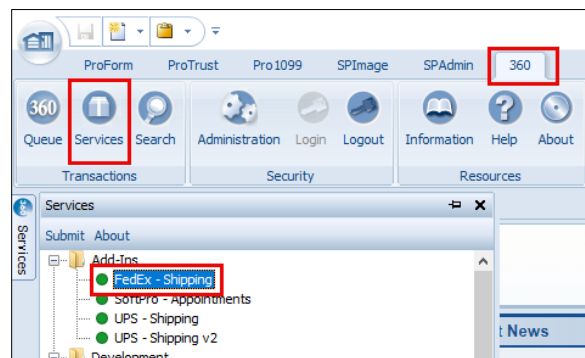 ProForm ProTrust Pro1099 SPImage SPAdmin 360
360
Queue Services Search Administration Login Logout Information Help About
Transactions Security Resources
Services
360 Services
Submit About
Add-Ins
FedEx - Shipping
SoftPro - Appointments
UPS - Shipping
UPS - Shipping v2
Development
t News